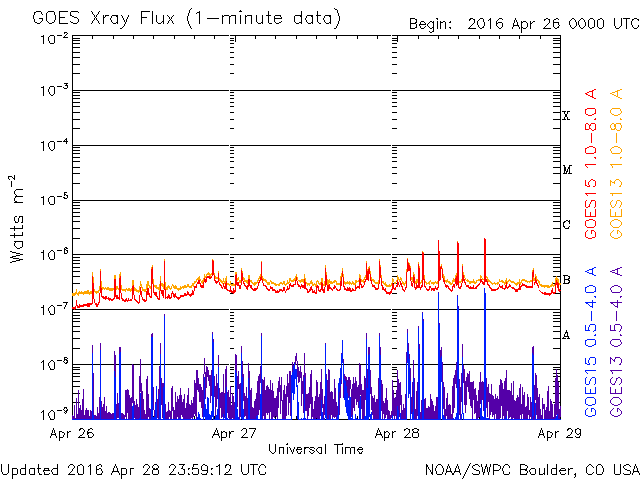 GOES Xray Flux (1-minute data)
Begin: 2016 Apr 26 0000 UTC
10-2
10-3
10-4
10-5
10-6
10-7
10-8
10-9
Watts m-2
X
M
C
B
A
GOES15 1.0-8.0 A
GOES13 1.0-8.0 A
GOES15 0.5-4.0 A
GOES13 0.5-4.0 A
Apr 26
Apr 27
Apr 28
Apr 29
Universal Time
Updated 2016 Apr 28 23:59:12 UTC
NOAA/SWPC Boulder, CO USA